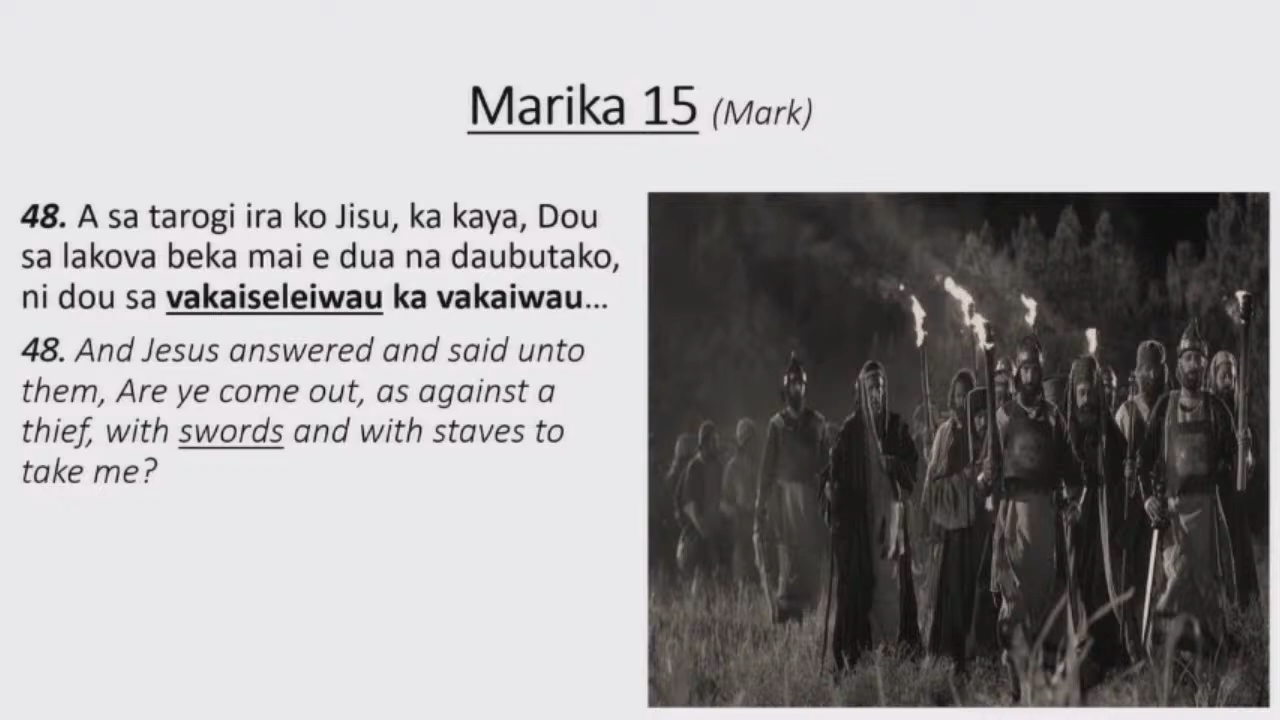 Marika 15 (Mark)
48. A sa tarogi ira ko Jisu, ka kaya, Dou
sa lakova beka mai e dua na daubutako,
ni dou sa vakaiseleiwau ka vakaiwau...
48. And Jesus answered and said unto
them, Are ye come out, as against a
thief, with swords and with staves to
take me?